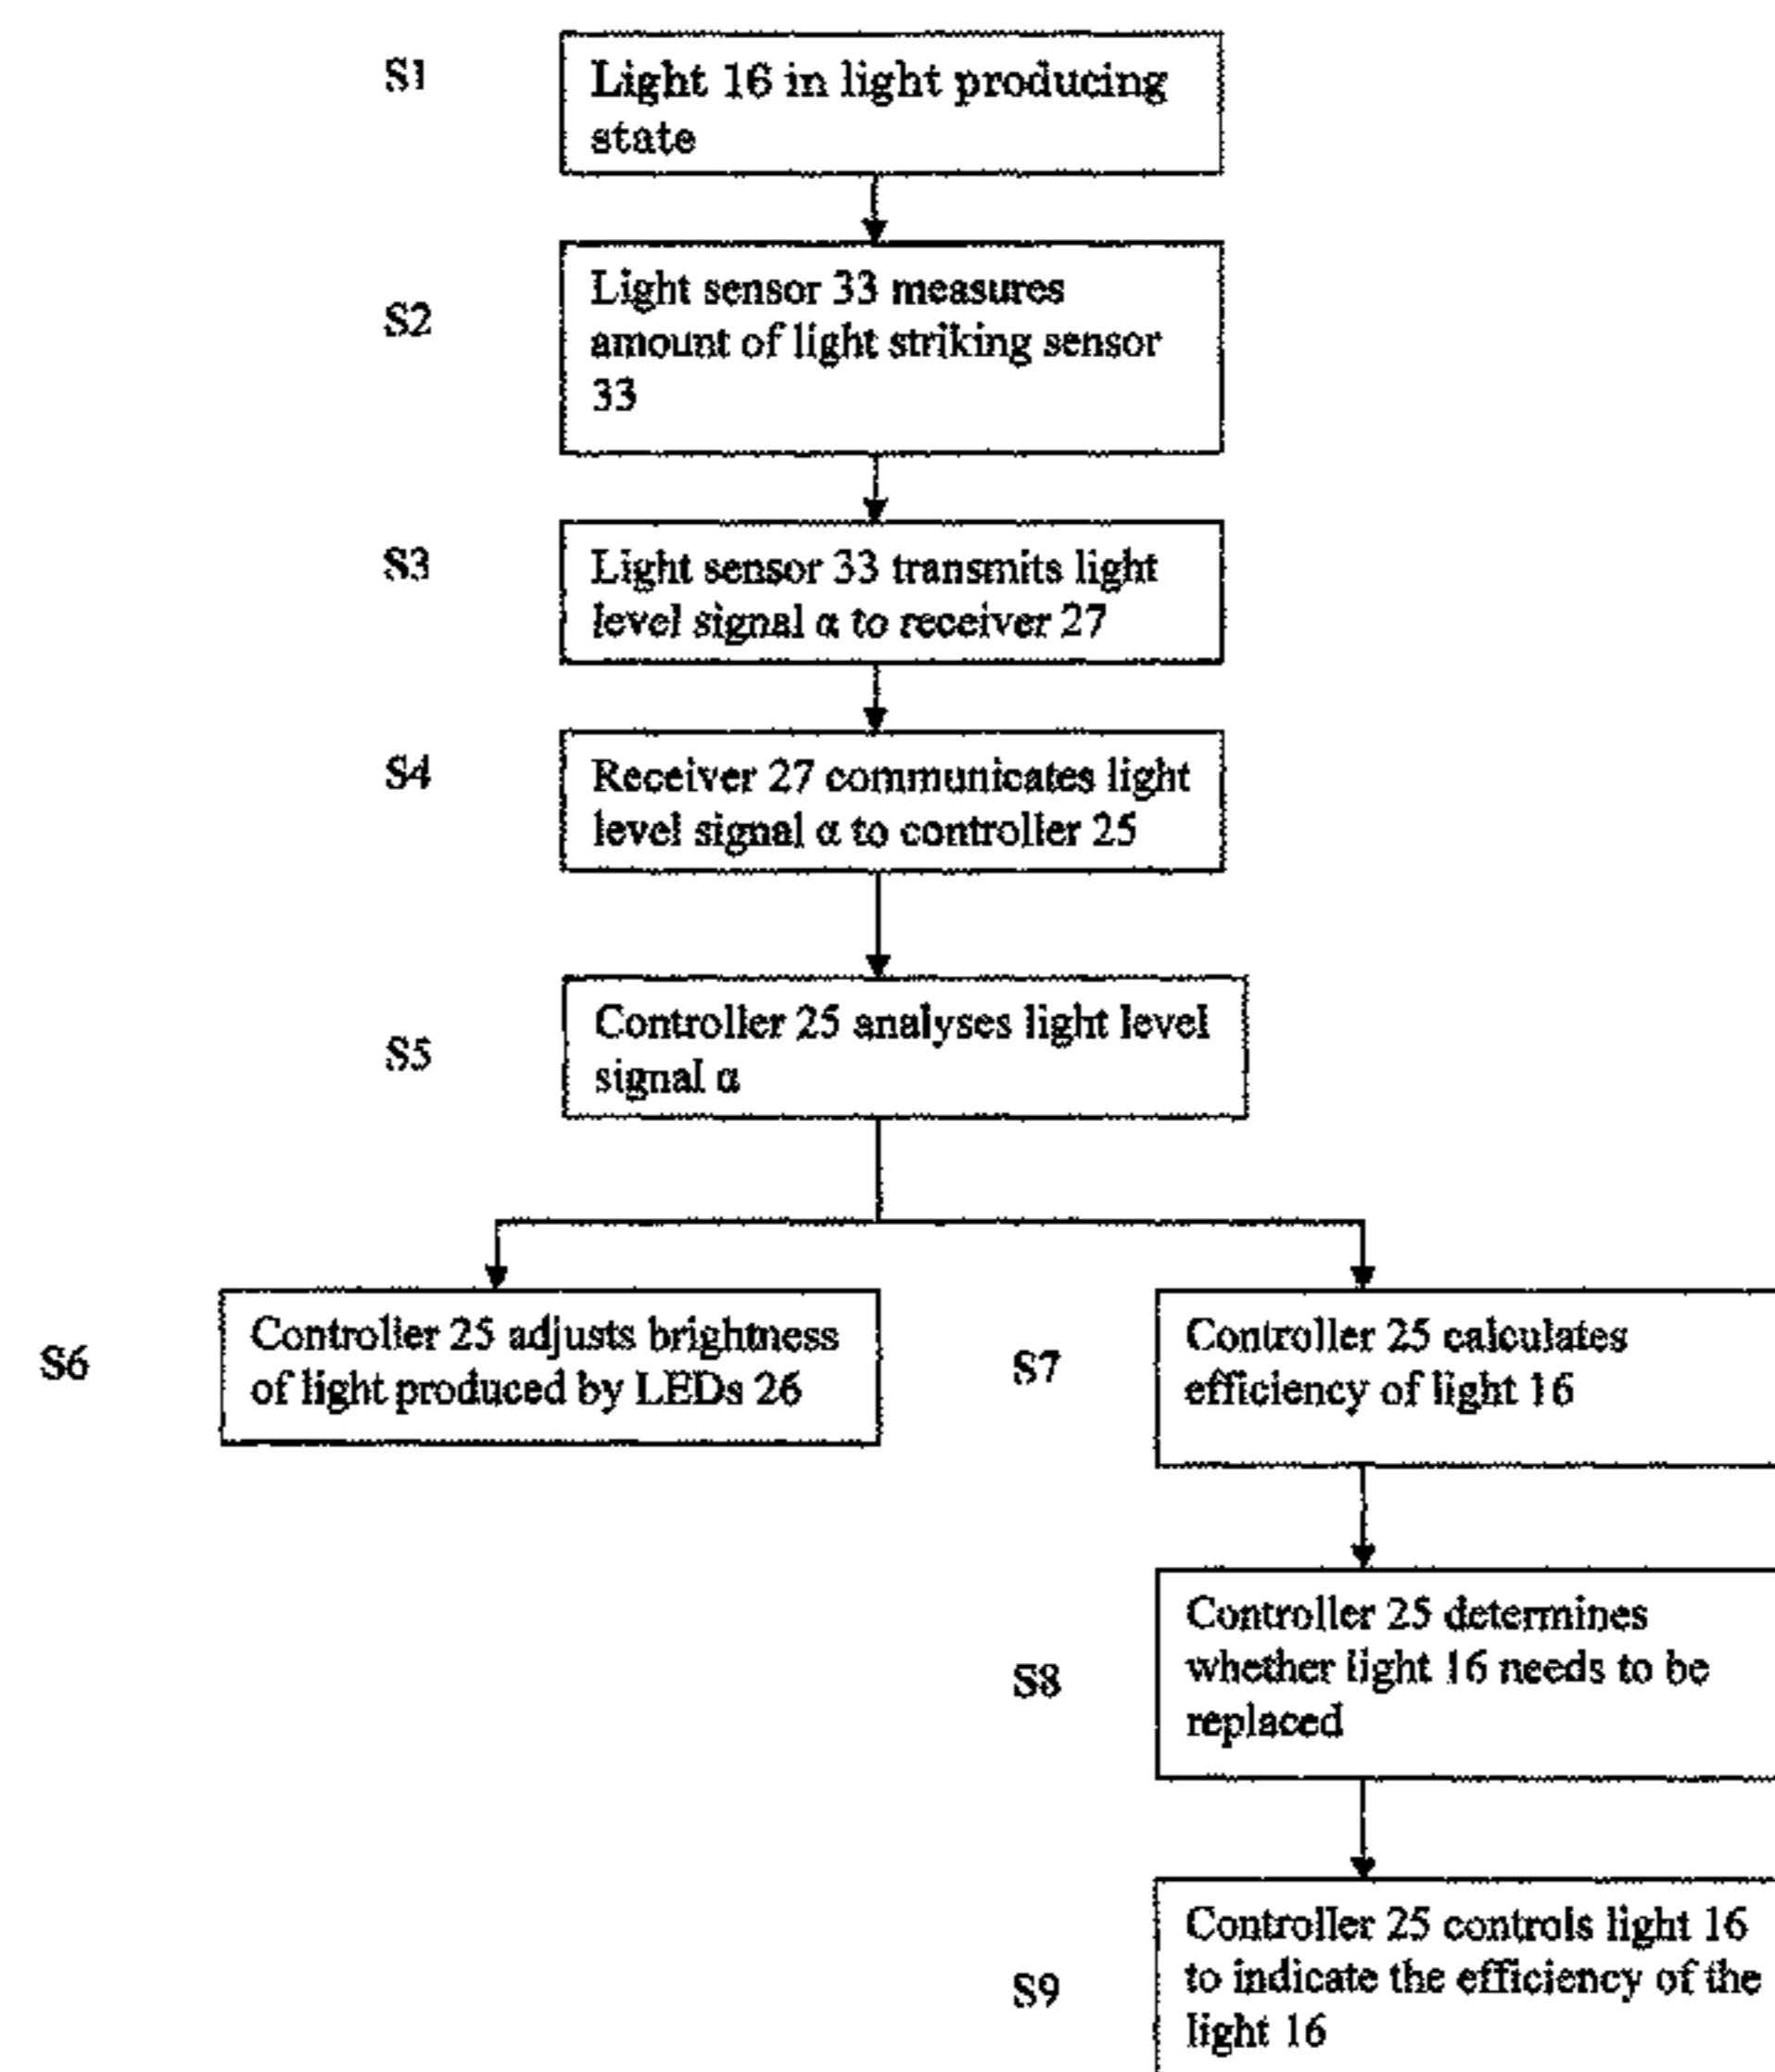 S1
Light 16 in light producing
state
S2
Light sensor 33 measures
amount of light striking sensor
33
S3
Light sensor 33 transmits light
level signal α to receiver 27
S4
Receiver 27 communicates light
level signal α to controller 25
S5
Controller 25 analyses light level
signal α
S6
Controller 25 adjusts brightness
of light produced by LEDs 26
S7
Controller 25 calculates
efficiency of light 16
S8
Controller 25 determines
whether light 16 needs to be
replaced
S9
Controller 25 controls light 16
to indicate the efficiency of the
light 16